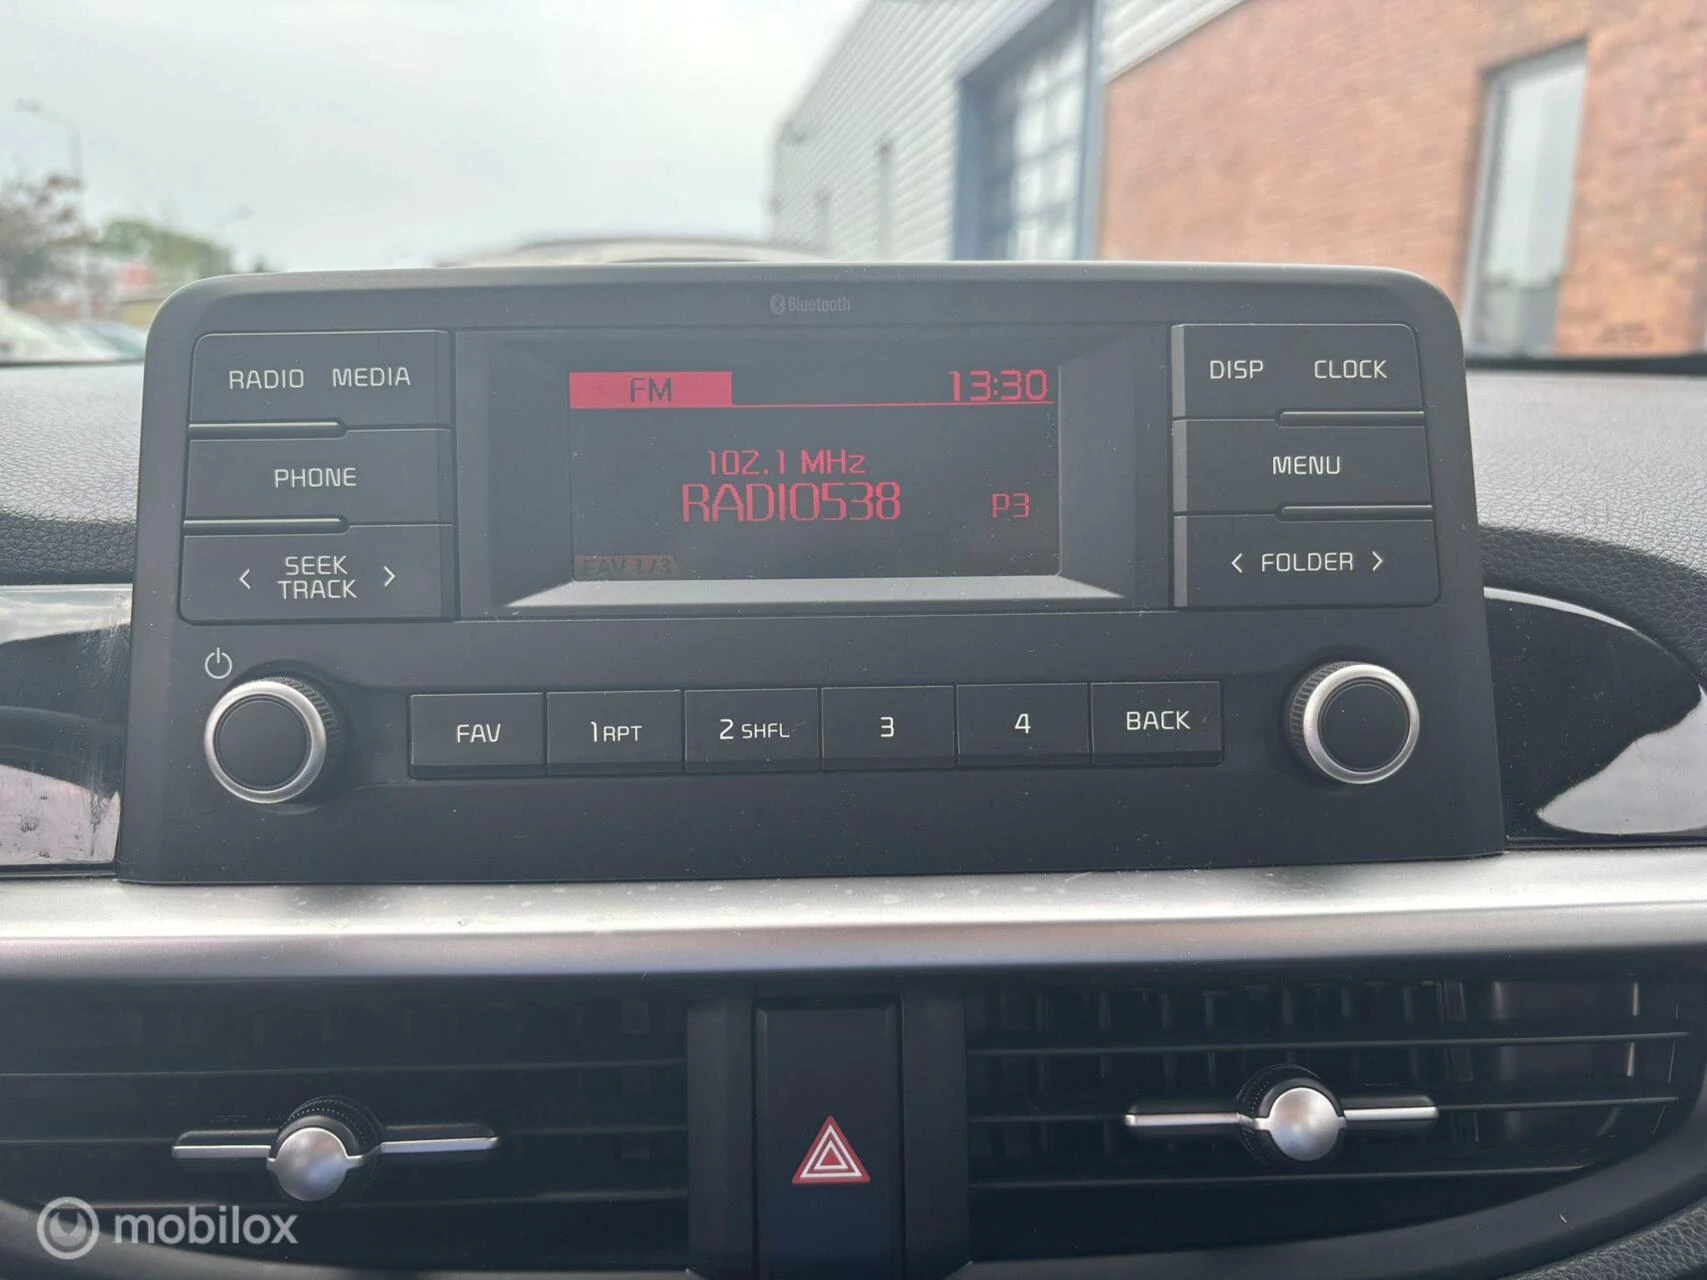 Bluetooth
RADIO MEDIA
PHONE
< SEEK TRACK >
FM 13:30
102.1 MHz
RADIO538 P3
FAV 1/3
DISP CLOCK
MENU
< FOLDER >
FAV 1 RPT 2 SHFL 3 4 BACK
mobilox